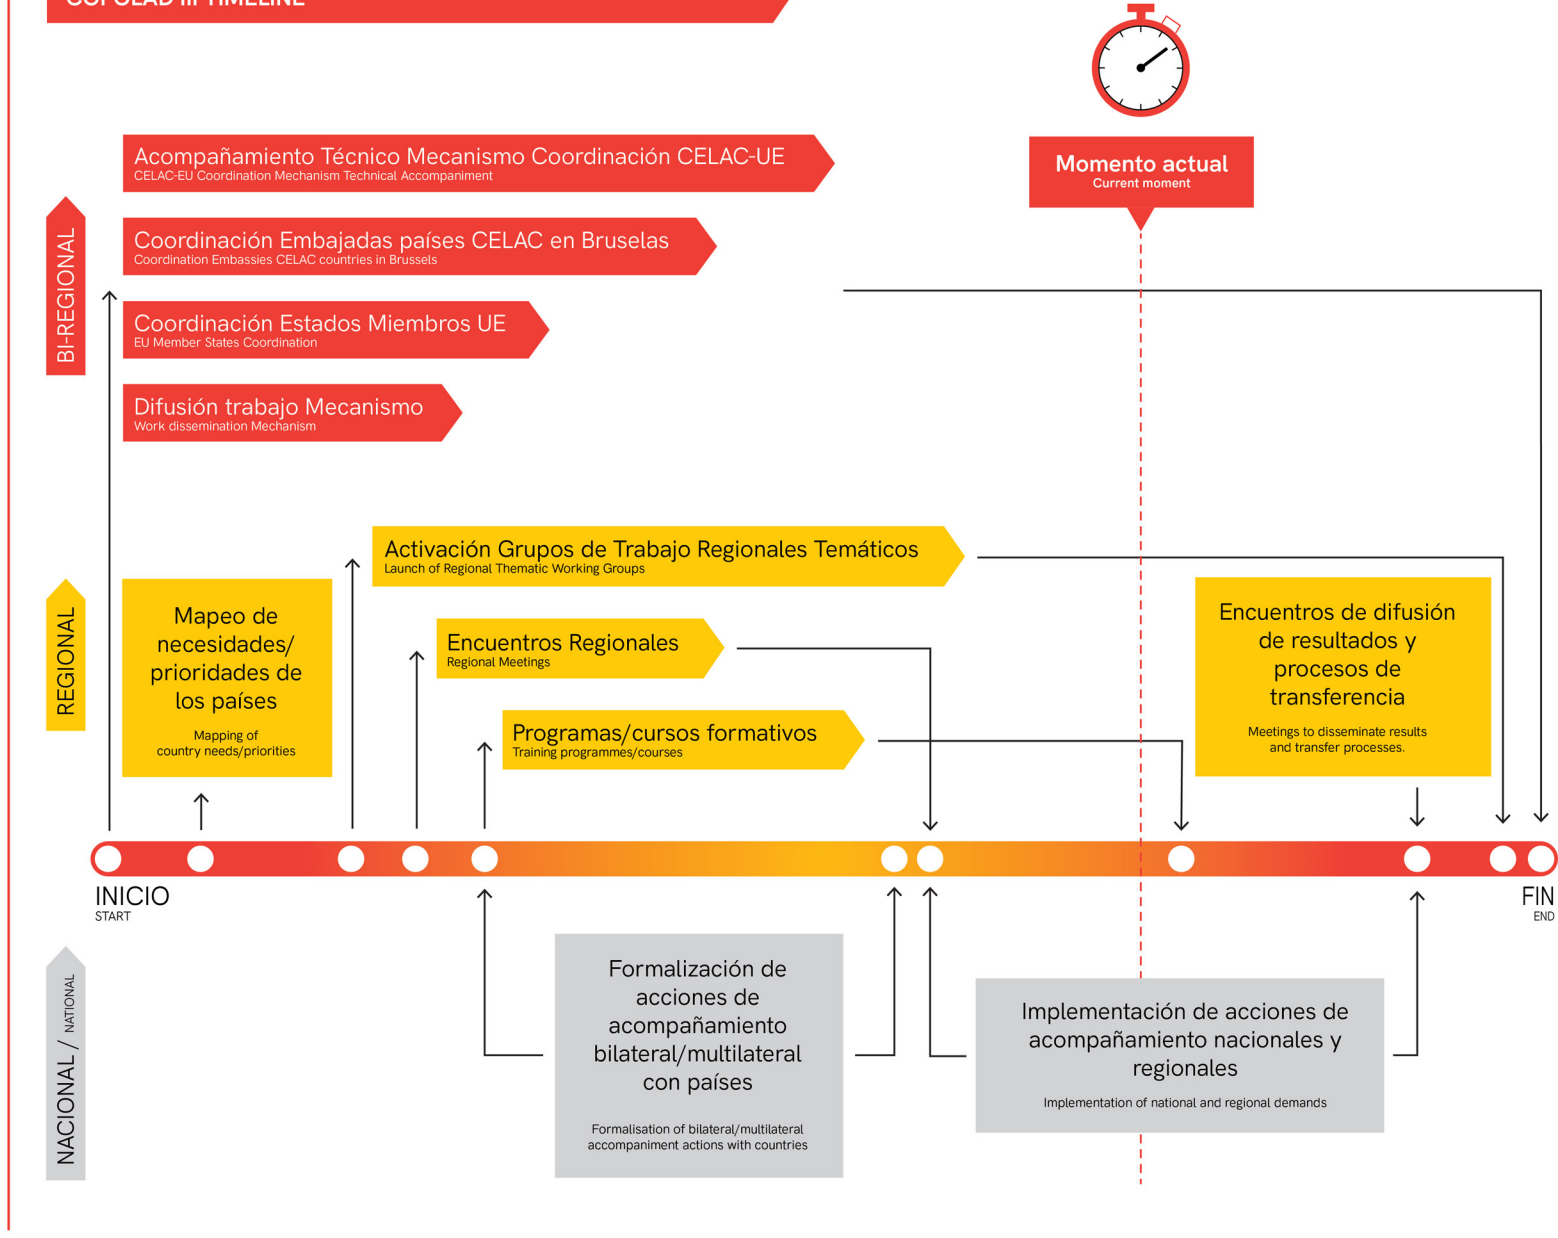 COPOLAD III TIMELINE
Momento actual
Current moment
BI-REGIONAL
Acompañamiento Técnico Mecanismo Coordinación CELAC-UE
CELAC-EU Coordination Mechanism Technical Accompaniment
Coordinación Embajadas países CELAC en Bruselas
Coordination Embassies CELAC countries in Brussels
Coordinación Estados Miembros UE
EU Member States Coordination
Difusión trabajo Mecanismo
Work dissemination Mechanism
REGIONAL
Mapeo de
necesidades/
prioridades de
los países
Mapping of
country needs/priorities
Activación Grupos de Trabajo Regionales Temáticos
Launch of Regional Thematic Working Groups
Encuentros Regionales
Regional Meetings
Programas/cursos formativos
Training programmes/courses
Encuentros de difusión
de resultados y
procesos de
transferencia
Meetings to disseminate results
and transfer processes.
INICIO
START
FIN
END
NACIONAL / NATIONAL
Formalización de
acciones de
acompañamiento
bilateral/multilateral
con países
Formalisation of bilateral/multilateral
accompaniment actions with countries
Implementación de acciones de
acompañamiento nacionales y
regionales
Implementation of national and regional demands